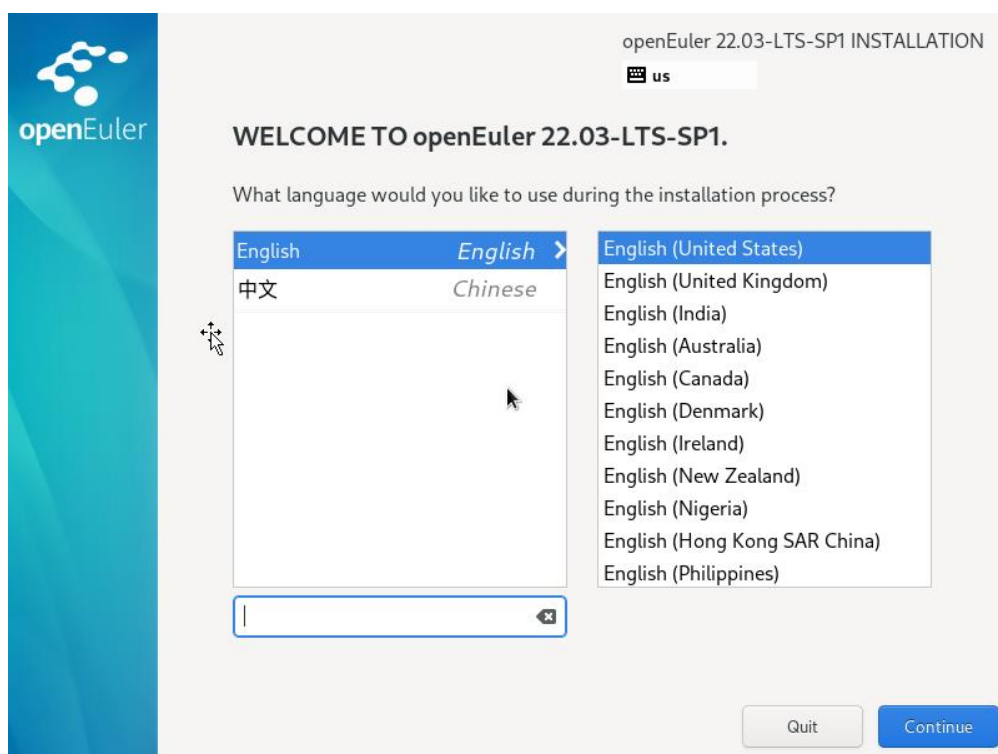 openEuler
openEuler 22.03-LTS-SP1 INSTALLATION
us
WELCOME TO openEuler 22.03-LTS-SP1.
What language would you like to use during the installation process?
English English
中文 Chinese
English (United States)
English (United Kingdom)
English (India)
English (Australia)
English (Canada)
English (Denmark)
English (Ireland)
English (New Zealand)
English (Nigeria)
English (Hong Kong SAR China)
English (Philippines)
Quit Continue